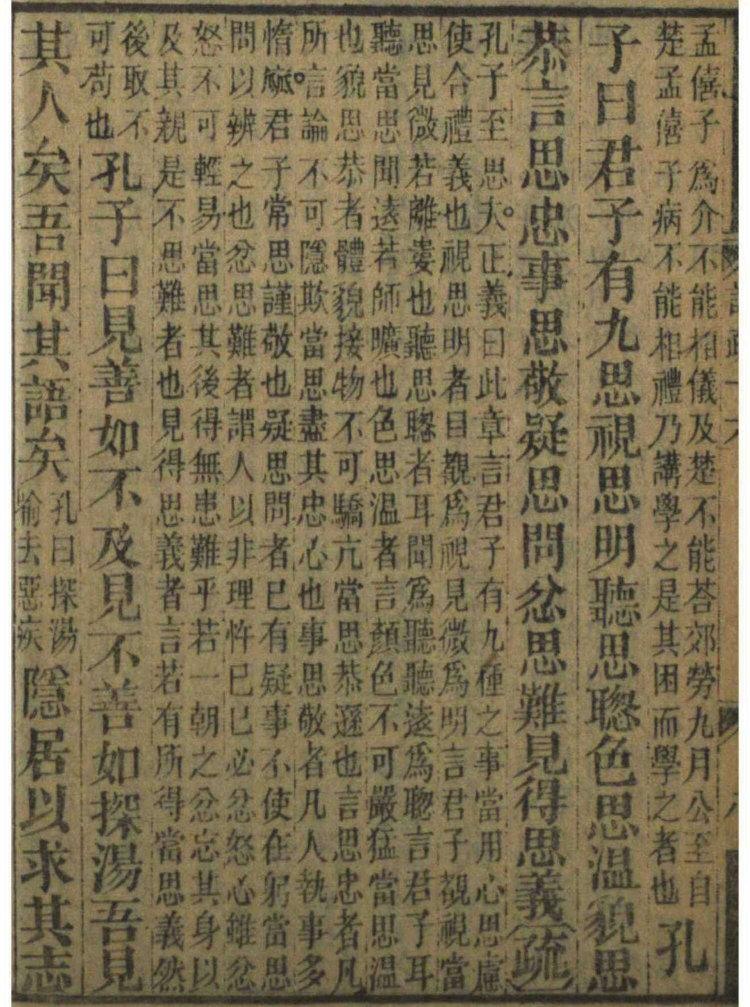 孟僖子爲介不能相儀及楚不能荅郊勞九月公至自
楚孟僖子病不能相禮乃講學之是其困而學之者也
孔
子曰君子有九思視思明聽思聦色思溫貌思
恭言思忠事思敬疑思問忿思難見得思義疏
孔子至思義正義曰此章言君子有九種之事當用心思慮
使合禮義也視思明者目覩爲視見微爲明言君子覩視當
思見微若離婁也聽思聦者耳聞爲聽聽遠爲聦言君子耳
聽當思聞遠若師曠也色思温者言顏色不可嚴猛當思温
也貌思恭者體貌接物不可驕亢當思恭遜也言思忠者凡
所言論不可隱欺當思盡其忠心也事思敬者凡人執事多
惰窳君子常思謹敬也疑思問者巳有疑事不使在躬當思
問以辨之也忿思難者謂人以非理忤巳巳必忿怒心雖忿
怒不可輕易當思其後得無患難乎若一朝之忿忘其身以
及其親是不思難者也見得思義者言若有所得當思義然
後取不
可苟也
孔子曰見善如不及見不善如探湯吾見
其人矣吾聞其語矣
孔曰探湯
喻去惡疾
隱居以求其志